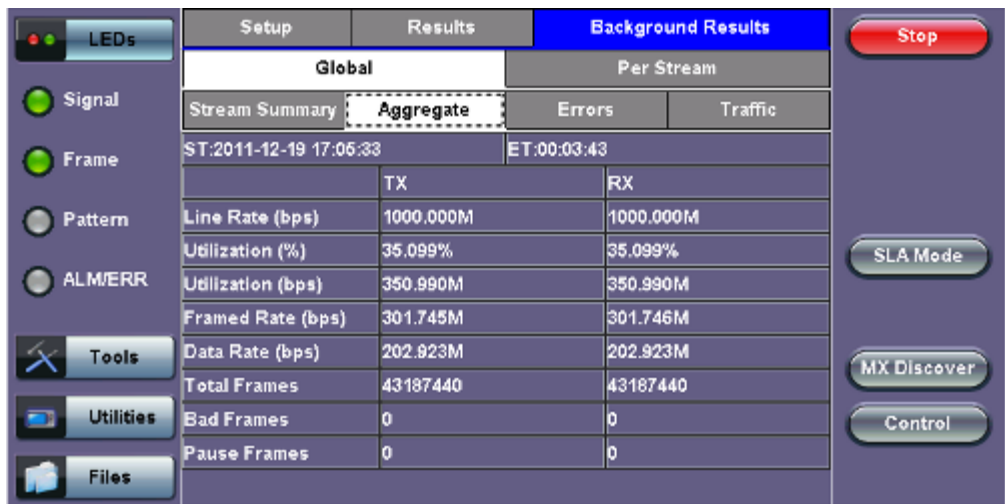 LEDs
Signal
Frame
Pattern
ALM/ERR
Tools
Utilities
Files
Setup Results Background Results
Global Per Stream
Stream Summary Aggregate Errors Traffic
ST:2011-12-19 17:05:33 ET:00:03:43
TX RX
Line Rate (bps) 1000.000M 1000.000M
Utilization (%) 35.099% 35.099%
Utilization (bps) 350.990M 350.990M
Framed Rate (bps) 301.745M 301.746M
Data Rate (bps) 202.923M 202.923M
Total Frames 43187440 43187440
Bad Frames 0 0
Pause Frames 0 0
Stop
SLA Mode
MX Discover
Control